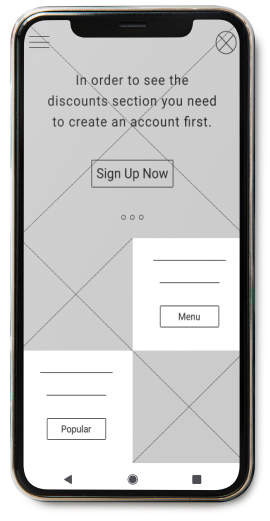 In order to see the
discounts section you need
to create an account first.
Sign Up Now
Menu
Popular